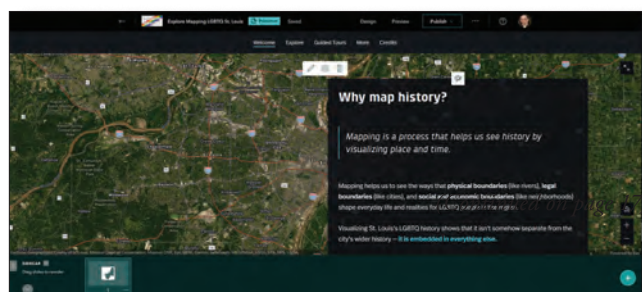 Explore Mapping LGBTQ St. Louis
Saved
Design
Preview
Publish
Welcome
Explore
Guided Tours
More
Credits
Why map history?
Mapping is a process that helps us see history by
visualizing place and time.
Mapping helps us to see the ways that physical boundaries (like rivers), legal
boundaries (like cities), and social and economic boundaries (like neighborhoods)
shape everyday life and realities for LGBTQ
Visualizing St. Louis's LGBTQ history shows that it isn't somehow separate from the
city's wider history – it is embedded in everything else.
SIDECAR
Drag slides to reorder